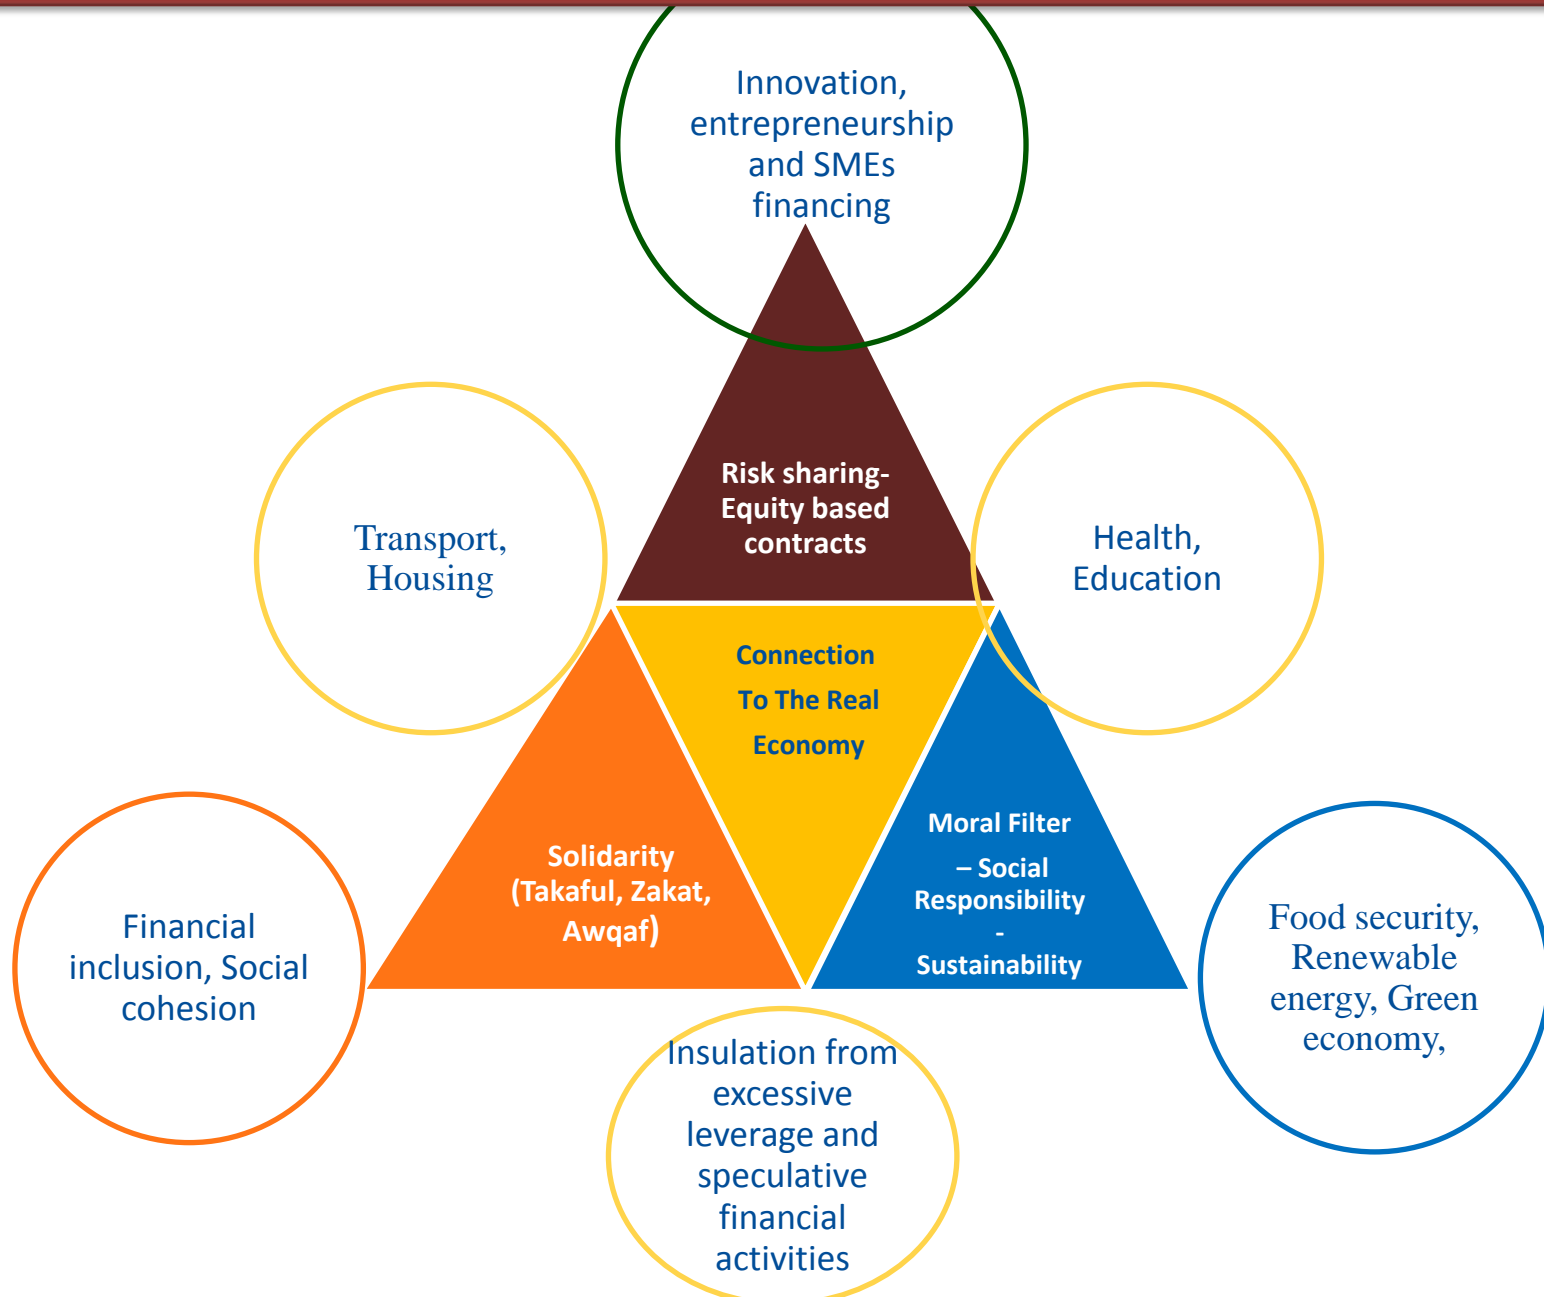 Innovation,
entrepreneurship
and SMEs
financing
Risk sharing-
Equity based
contracts
Transport,
Housing
Health,
Education
Connection
To The Real
Economy
Solidarity
(Takaful, Zakat,
Awqaf)
Moral Filter
– Social
Responsibility
-
Sustainability
Financial
inclusion, Social
cohesion
Food security,
Renewable
energy, Green
economy,
Insulation from
excessive
leverage and
speculative
financial
activities